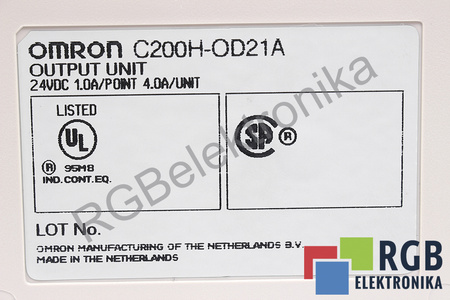 OMRON C200H-OD21A
OUTPUT UNIT
24VDC 1.0A/POINT 4.0A/UNIT
LISTED
UL
®
95M8
IND.CONT.EQ.
SA ®
LOT No.
OMRON MANUFACTURING OF THE NETHERLANDS B.V.
MADE IN THE NETHERLANDS
RGBelektronika
RGB
ELEKTRONIKA